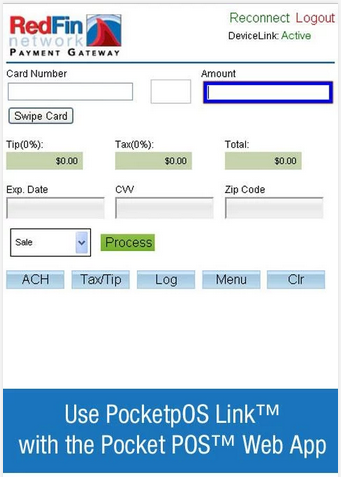 RedFin
network
PAYMENT GATEWAY
Reconnect Logout
DeviceLink: Active
Card Number
Amount
Swipe Card
Tip(0%): Tax(0%): Total:
$0.00 $0.00 $0.00
Exp. Date CVV Zip Code
Sale Process
ACH Tax/Tip Log Menu Clr
Use PocketpOS Link™
with the Pocket POS™ Web App